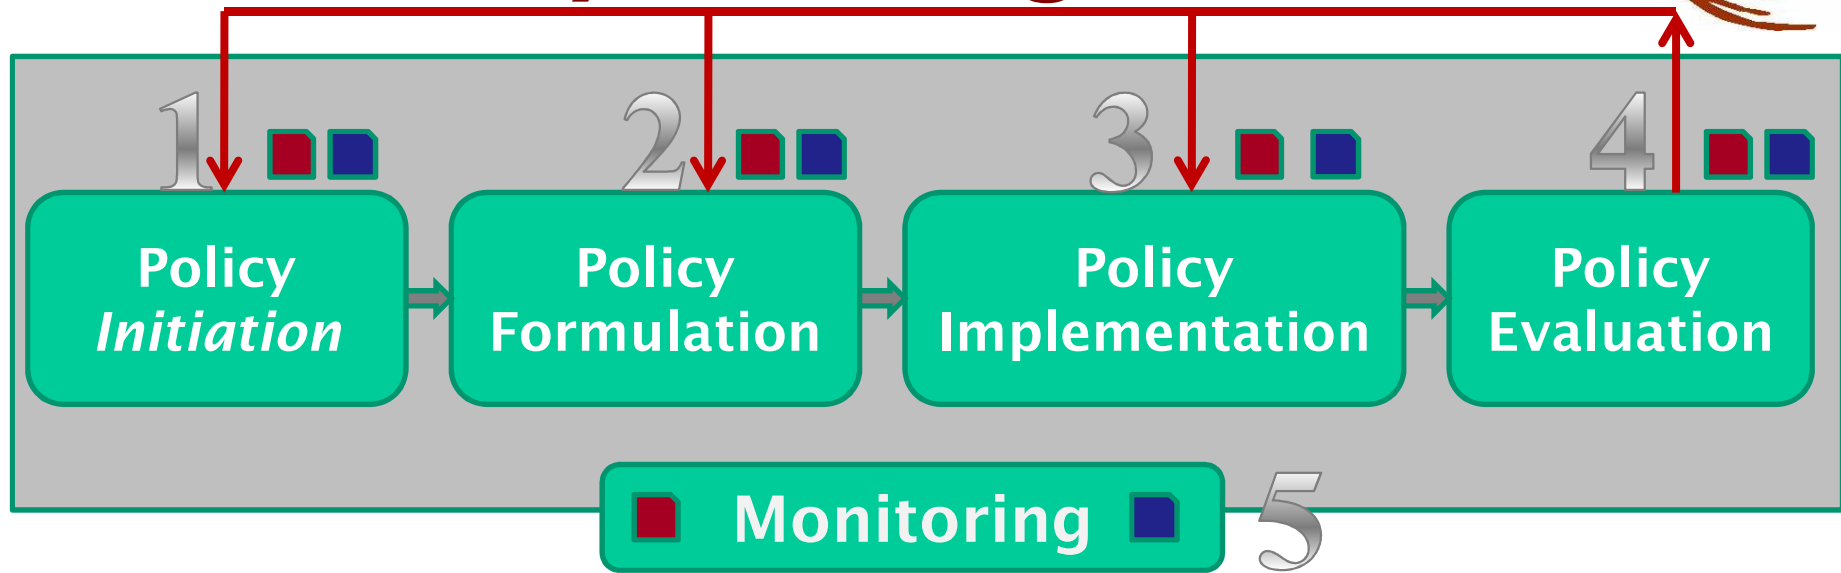 1
2
3
4
Policy
Initiation
Policy
Formulation
Policy
Implementation
Policy
Evaluation
Monitoring
5